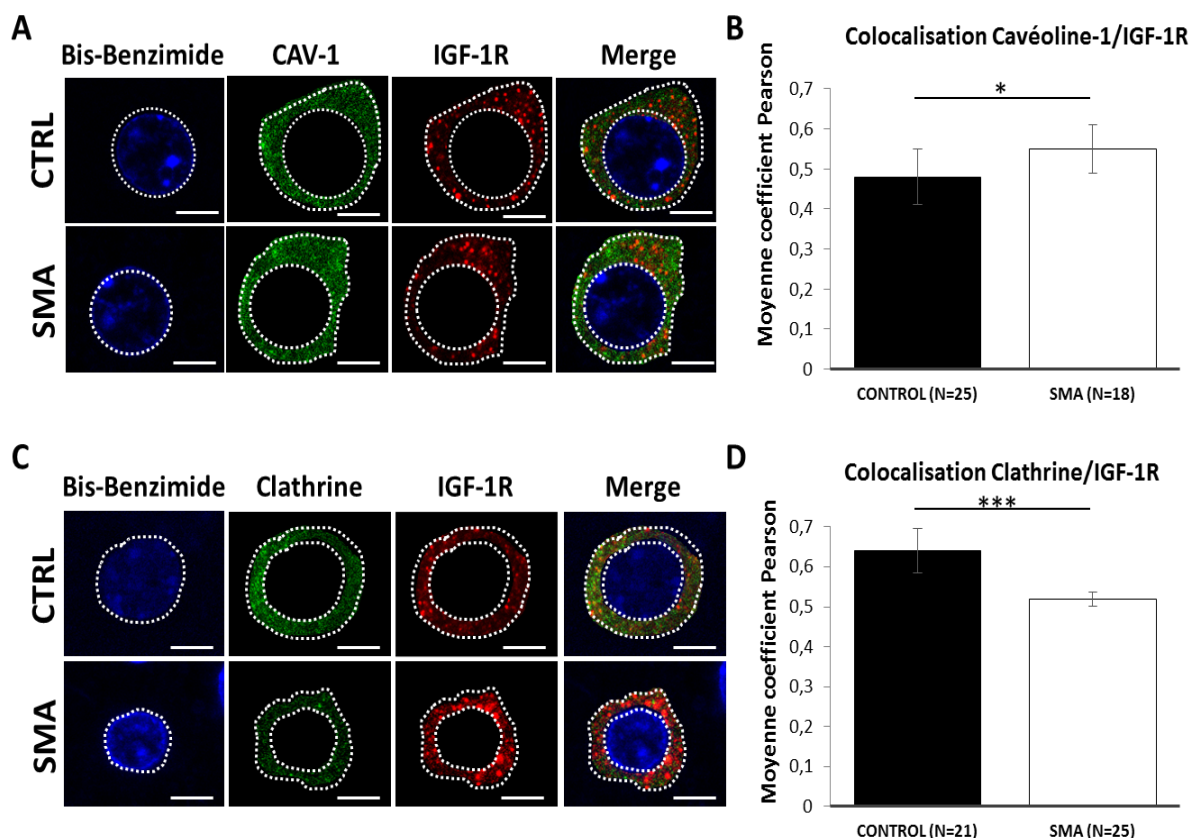 A
Bis-Benzimide CAV-1 IGF-1R Merge
CTRL
SMA
B
Colocalisation Cavéoline-1/IGF-1R
Moyenne coefficient Pearson
0,7
0,6
0,5
0,4
0,3
0,2
0,1
0
*
CONTROL (N=25) SMA (N=18)
C
Bis-Benzimide Clathrine IGF-1R Merge
CTRL
SMA
D
Colocalisation Clathrine/IGF-1R
Moyenne coefficient Pearson
0,7
0,6
0,5
0,4
0,3
0,2
0,1
0
***
CONTROL (N=21) SMA (N=25)